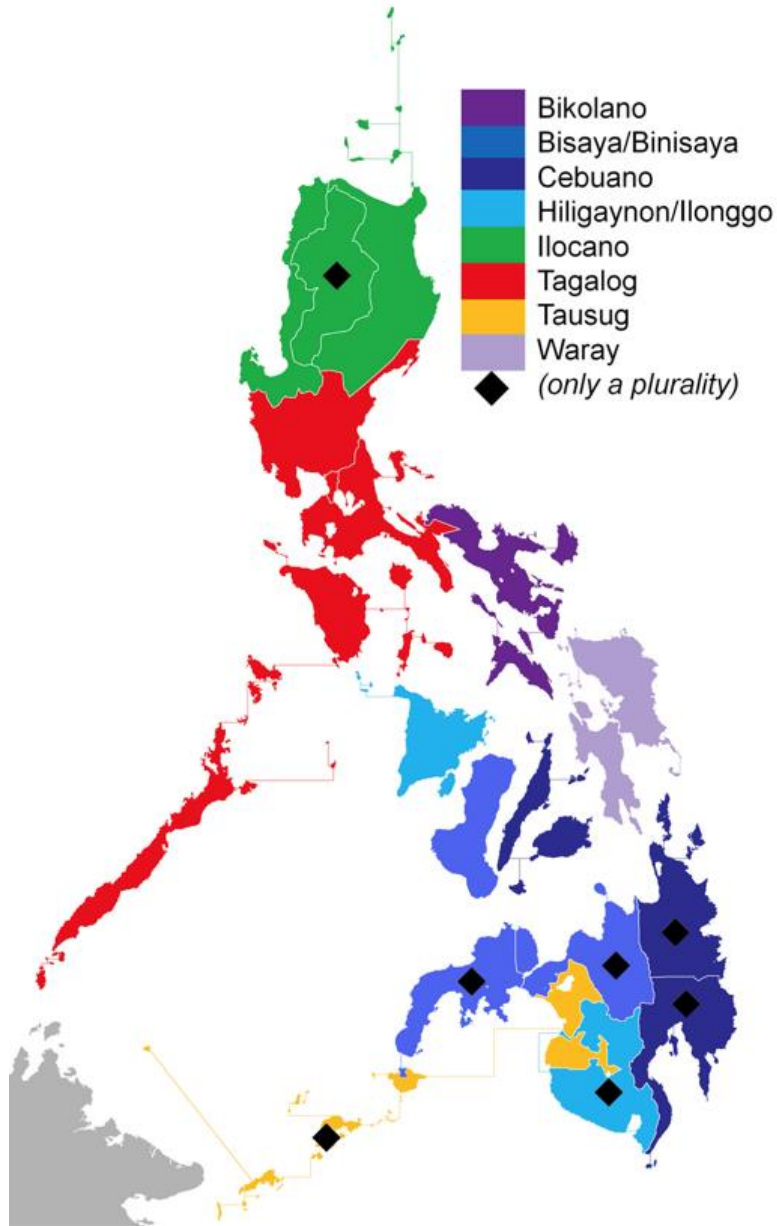 Bikolano
Bisaya/Binisaya
Cebuano
Hiligaynon/Ilonggo
Ilocano
Tagalog
Tausug
Waray
(only a plurality)